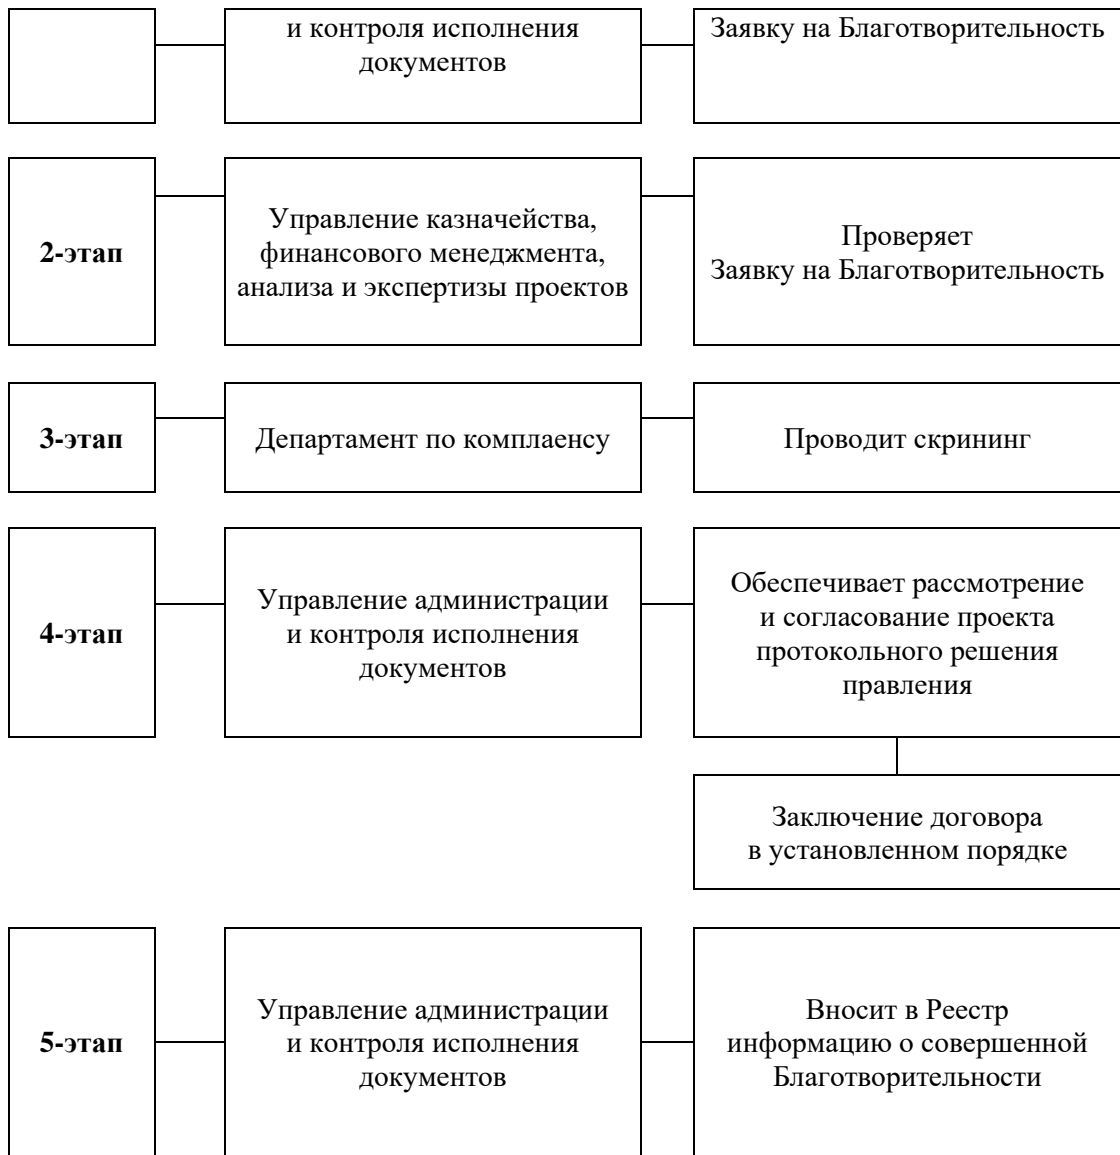 и контроля исполнения
документов
Заявку на Благотворительность
2-этап
Управление казначейства,
финансового менеджмента,
анализа и экспертизы проектов
Проверяет
Заявку на Благотворительность
3-этап
Департамент по комплаенсу
Проводит скрининг
4-этап
Управление администрации
и контроля исполнения
документов
Обеспечивает рассмотрение
и согласование проекта
протокольного решения
правления
Заключение договора
в установленном порядке
5-этап
Управление администрации
и контроля исполнения
документов
Вносит в Реестр
информацию о совершенной
Благотворительности